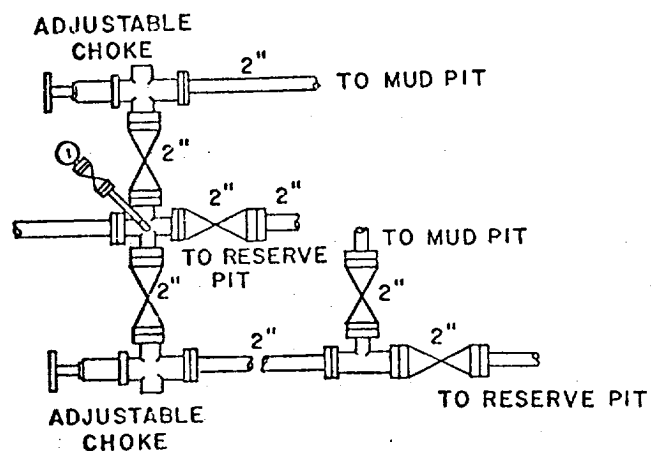 ADJUSTABLE
CHOKE
2"
TO MUD PIT
2"
1
2"
2"
TO MUD PIT
TO RESERVE
PIT
2"
2"
2"
2"
TO RESERVE PIT
ADJUSTABLE
CHOKE